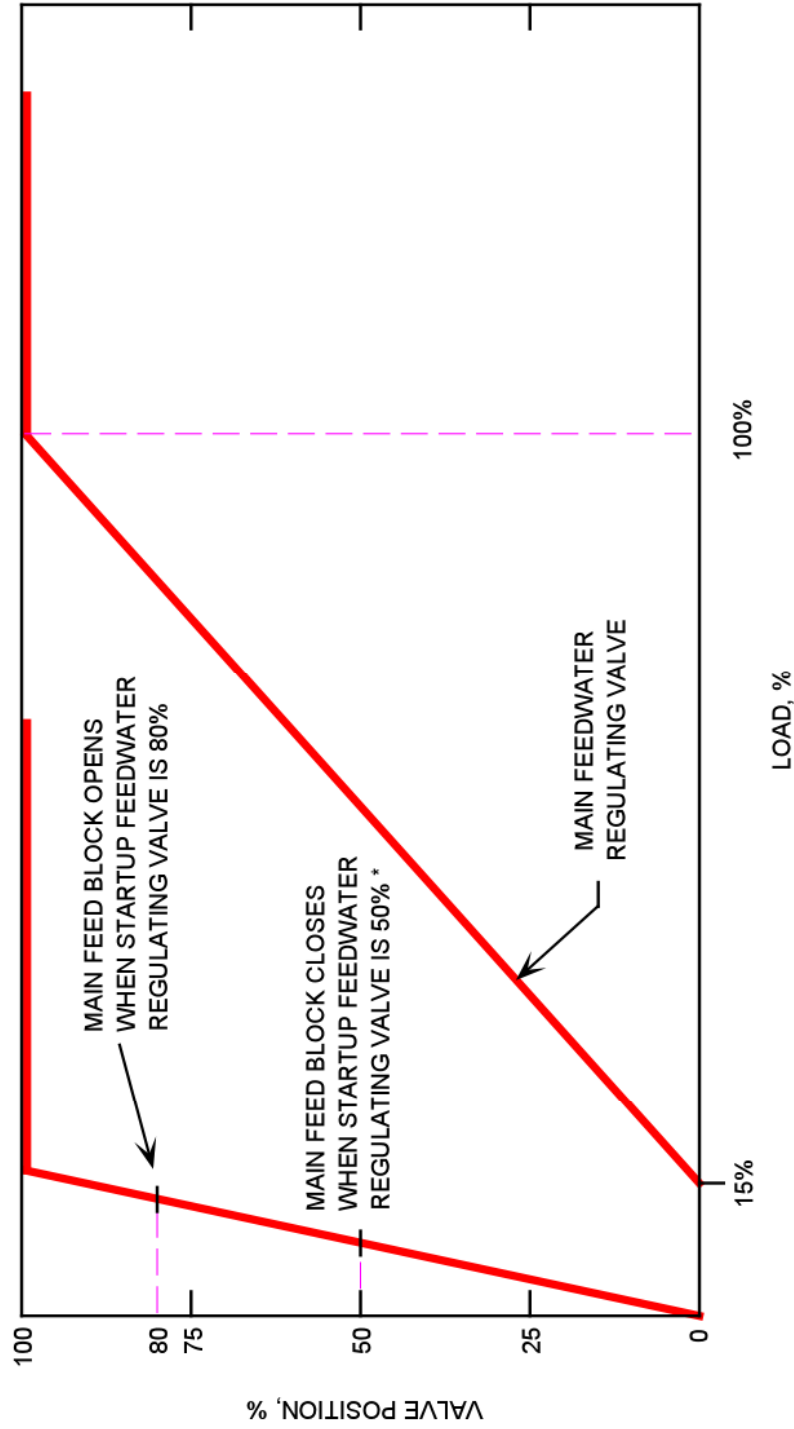 100
80
75
50
25
0
VALVE POSITION, %
MAIN FEED BLOCK OPENS
WHEN STARTUP FEEDWATER
REGULATING VALVE IS 80%
MAIN FEED BLOCK CLOSES
WHEN STARTUP FEEDWATER
REGULATING VALVE IS 50% *
MAIN FEEDWATER
REGULATING VALVE
15%
100%
LOAD, %